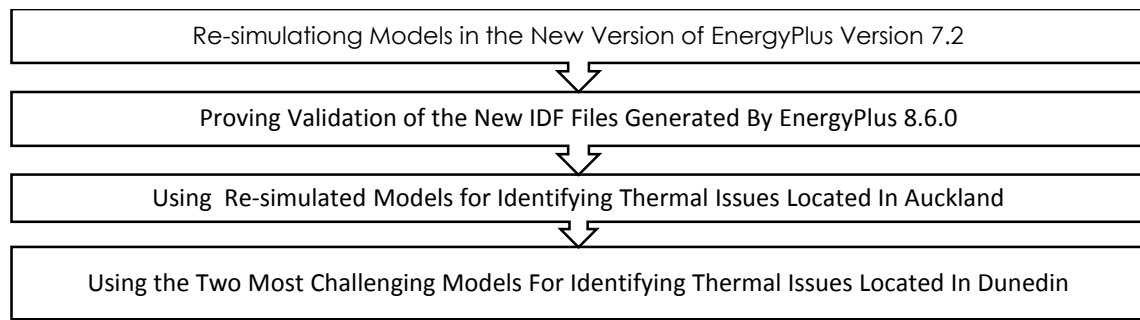 Re-simulationg Models in the New Version of EnergyPlus Version 7.2
Proving Validation of the New IDF Files Generated By EnergyPlus 8.6.0
Using Re-simulated Models for Identifying Thermal Issues Located In Auckland
Using the Two Most Challenging Models For Identifying Thermal Issues Located In Dunedin